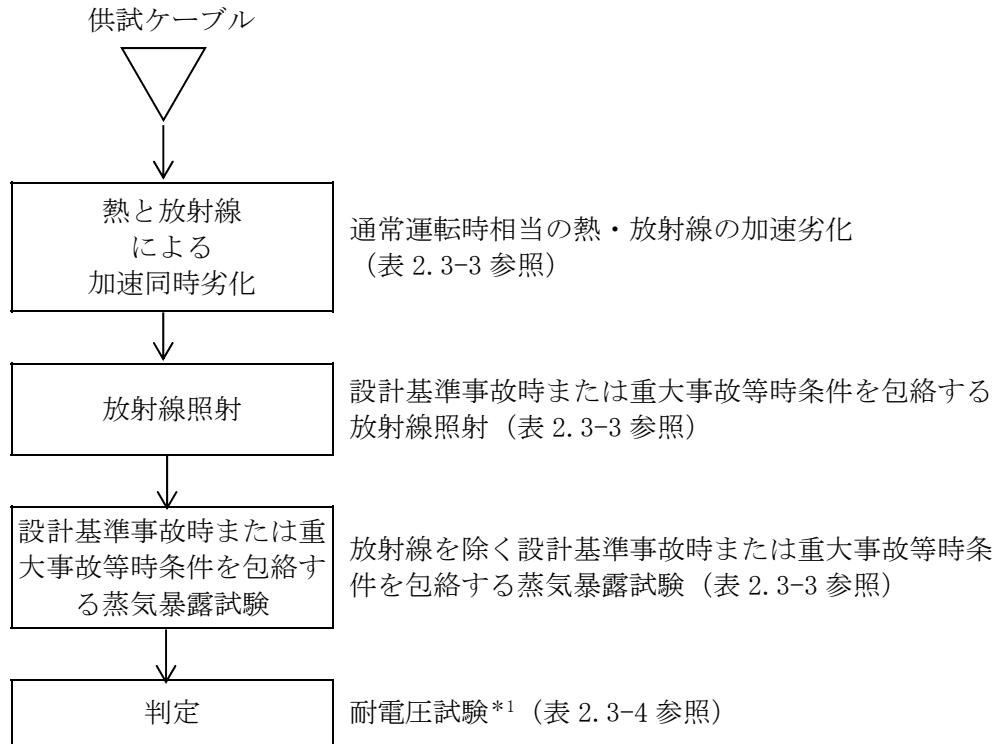 供試ケーブル
熱と放射線
による
加速同時劣化
通常運転時相当の熱・放射線の加速劣化
(表 2.3-3 参照)
放射線照射
設計基準事故時または重大事故等時条件を包絡する
放射線照射(表 2.3-3 参照)
設計基準事故時または重
大事故等時条件を包絡す
る蒸気暴露試験
放射線を除く設計基準事故時または重大事故等時条
件を包絡する蒸気暴露試験(表 2.3-3 参照)
判定
耐電圧試験*1(表 2.3-4 参照)